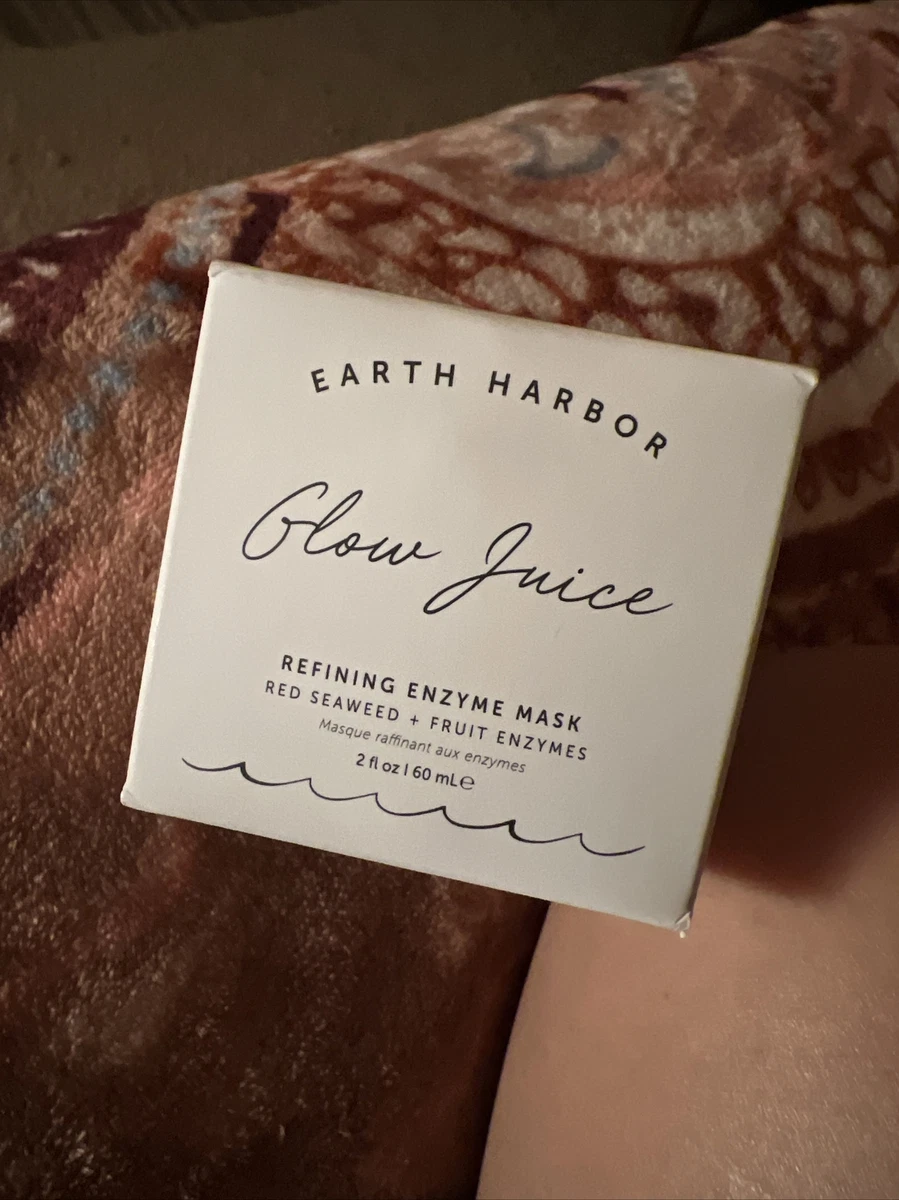 EARTH HARBOR
Glow Juice
REFINING ENZYME MASK
RED SEAWEED + FRUIT ENZYMES
Masque raffinant aux enzymes
2 fl oz | 60 mL℮